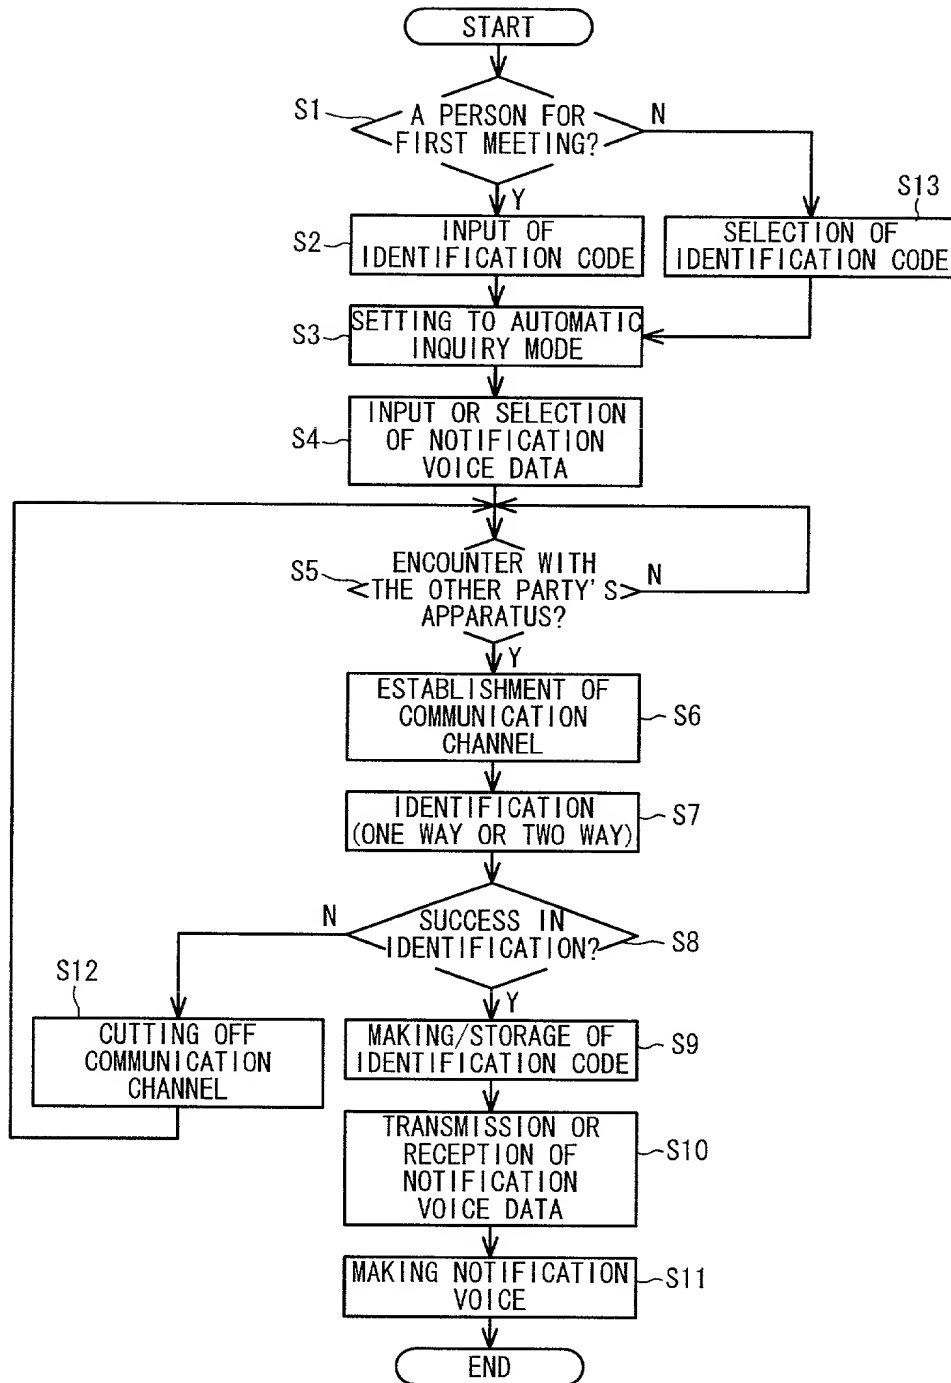 START
S1
A PERSON FOR
FIRST MEETING?
N
Y
S13
S2
INPUT OF
IDENTIFICATION CODE
SELECTION OF
IDENTIFICATION CODE
S3
SETTING TO AUTOMATIC
INQUIRY MODE
S4
INPUT OR SELECTION
OF NOTIFICATION
VOICE DATA
S5
ENCOUNTER WITH
THE OTHER PARTY'S
APPARATUS?
N
Y
ESTABLISHMENT OF
COMMUNICATION
CHANNEL
S6
IDENTIFICATION
(ONE WAY OR TWO WAY)
S7
N
SUCCESS IN
IDENTIFICATION?
S8
Y
S12
CUTTING OFF
COMMUNICATION
CHANNEL
MAKING/STORAGE OF
IDENTIFICATION CODE
S9
TRANSMISSION OR
RECEPTION OF
NOTIFICATION
VOICE DATA
S10
MAKING NOTIFICATION
VOICE
S11
END